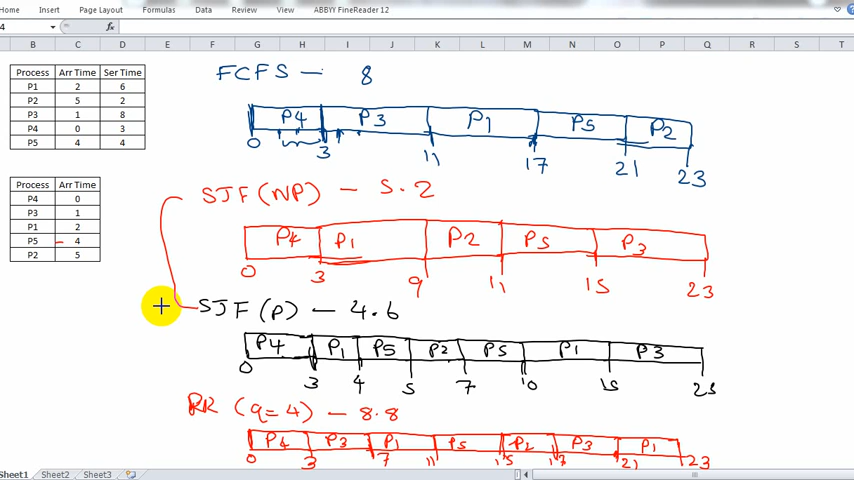 Home Insert Page Layout Formulas Data Review View ABBYY FineReader 12
4 fx
B C D E F G H I J K L M N O P Q R S T
Process Arr Time Ser Time
P1 2 6
P2 5 2
P3 1 8
P4 0 3
P5 4 4
Process Arr Time
P4 0
P3 1
P1 2
P5 4
P2 5
FCFS - 8
P4 P3 P1 P5 P2
0 3 11 17 21 23
SJF (NP) - 5.2
P4 P1 P2 P5 P3
0 3 9 11 15 23
SJF (P) - 4.6
P4 P1 P5 P2 P5 P1 P3
0 3 4 5 7 10 15 23
RR (q=4) - 8.8
P4 P3 P1 P5 P2 P3 P1
0 3 7 11 15 17 21 23
Sheet1 Sheet2 Sheet3